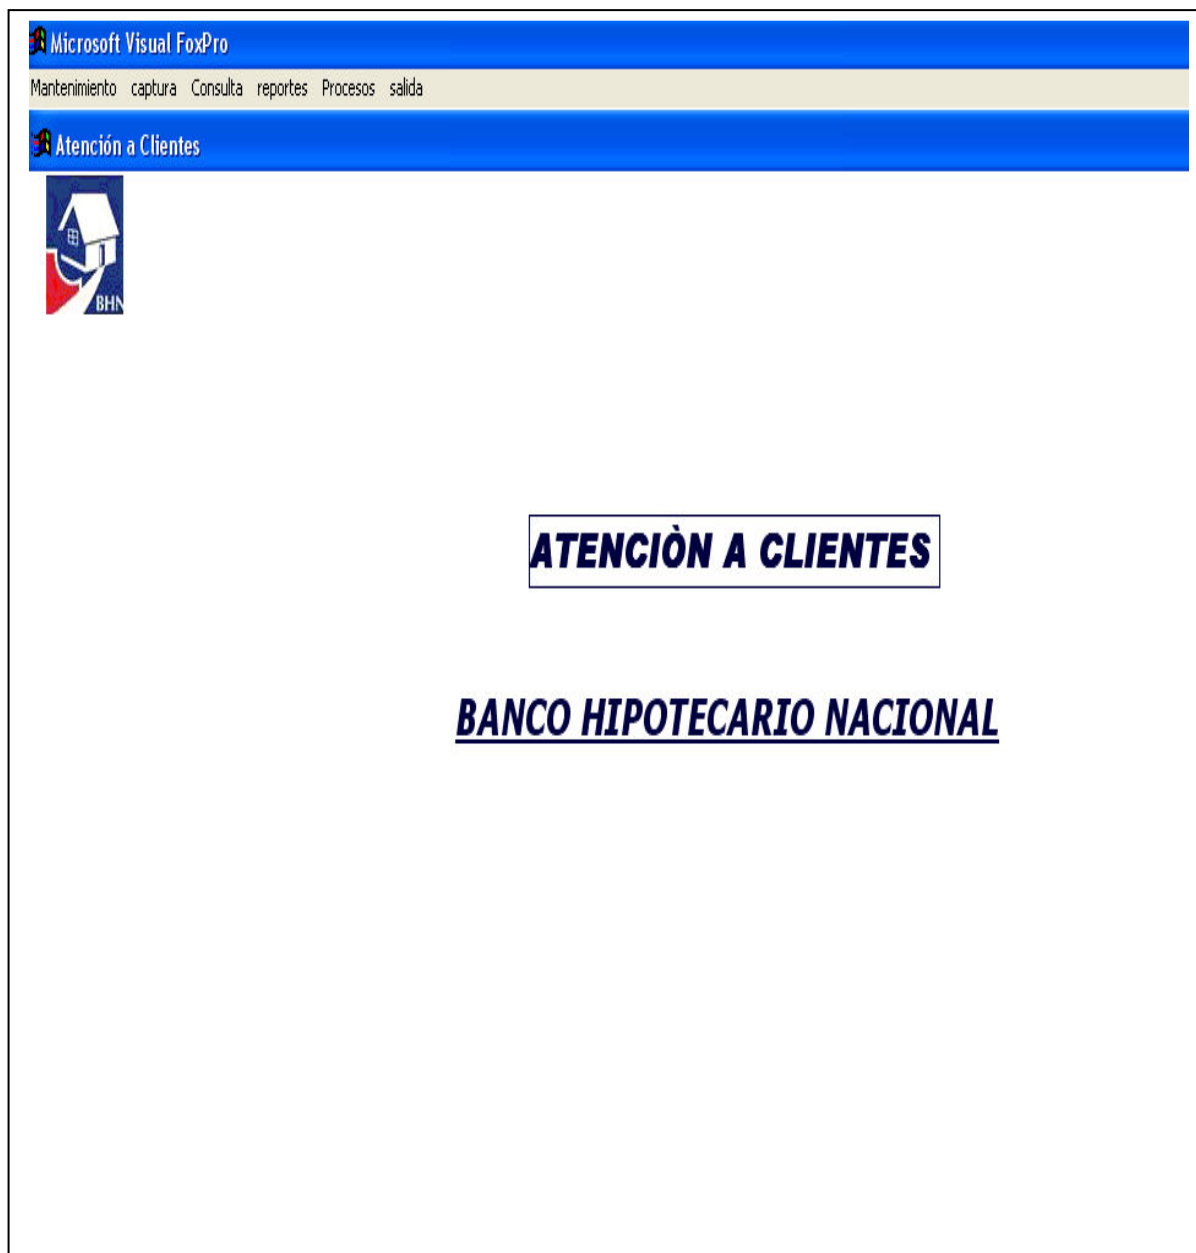 Microsoft Visual FoxPro
Mantenimiento captura Consulta reportes Procesos salida
Atención a Clientes
BHN
ATENCIÒN A CLIENTES
BANCO HIPOTECARIO NACIONAL